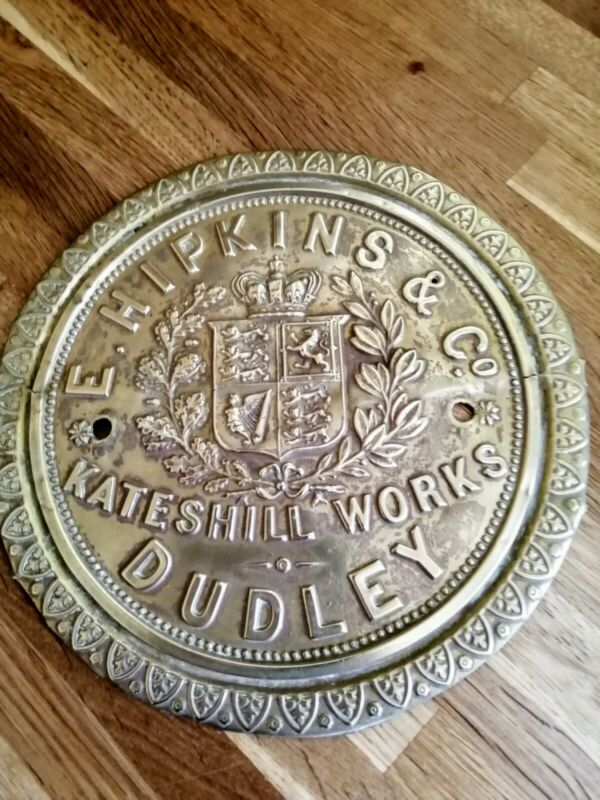 E. HIPKINS & Cº
KATESHILL WORKS
DUDLEY